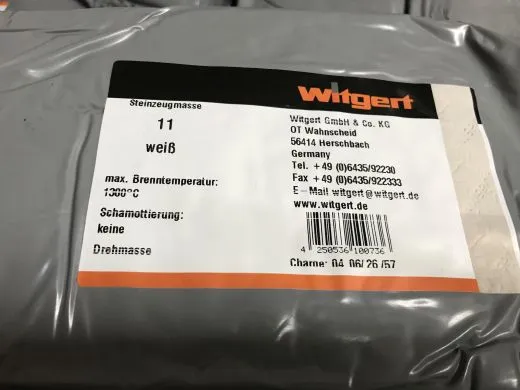 Witgert
Steinzeugmasse
11
weiß
max. Brenntemperatur:
1300°C
Schamottierung:
keine
Drehmasse
Witgert GmbH & Co. KG
OT Wahnscheid
56414 Herschbach
Germany
Tel. +49 (0)6435/92230
Fax +49 (0)6435/922333
E-Mail witgert@witgert.de
www.witgert.de
4 250536 100736
Charge: 04 06/26/57